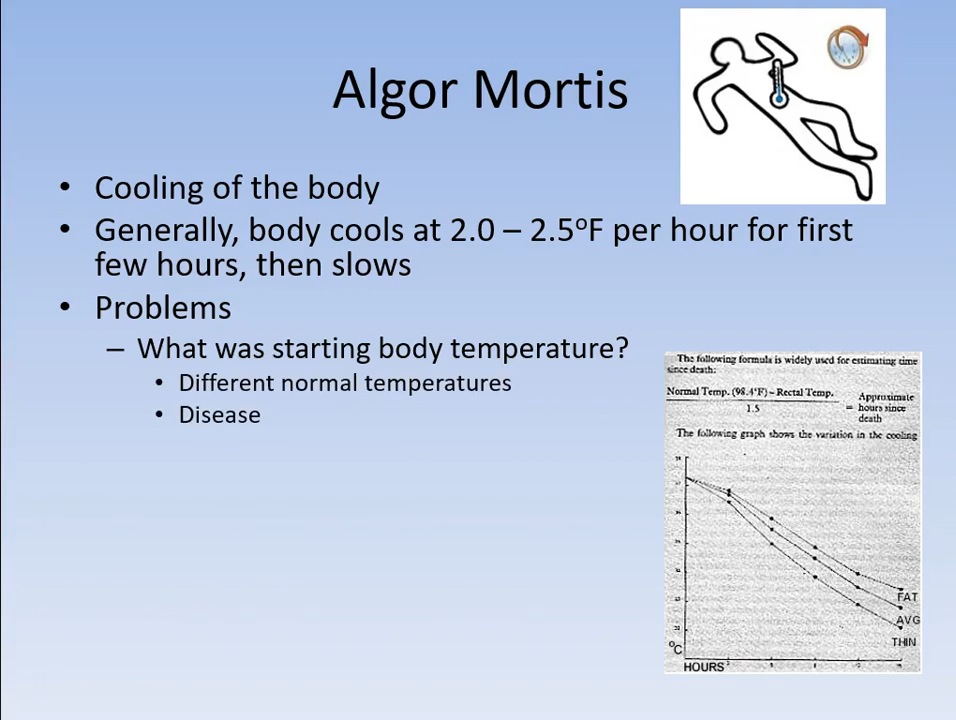 Algor Mortis
• Cooling of the body
• Generally, body cools at 2.0 – 2.5°F per hour for first
few hours, then slows
• Problems
– What was starting body temperature?
• Different normal temperatures
• Disease
The following formula is widely used for estimating time
since death:
Normal Temp. (98.4°F) – Rectal Temp.
1.5
= Approximate
hours since
death
The following graph shows the variation in the cooling
FAT
AVG
THIN
°C
HOURS